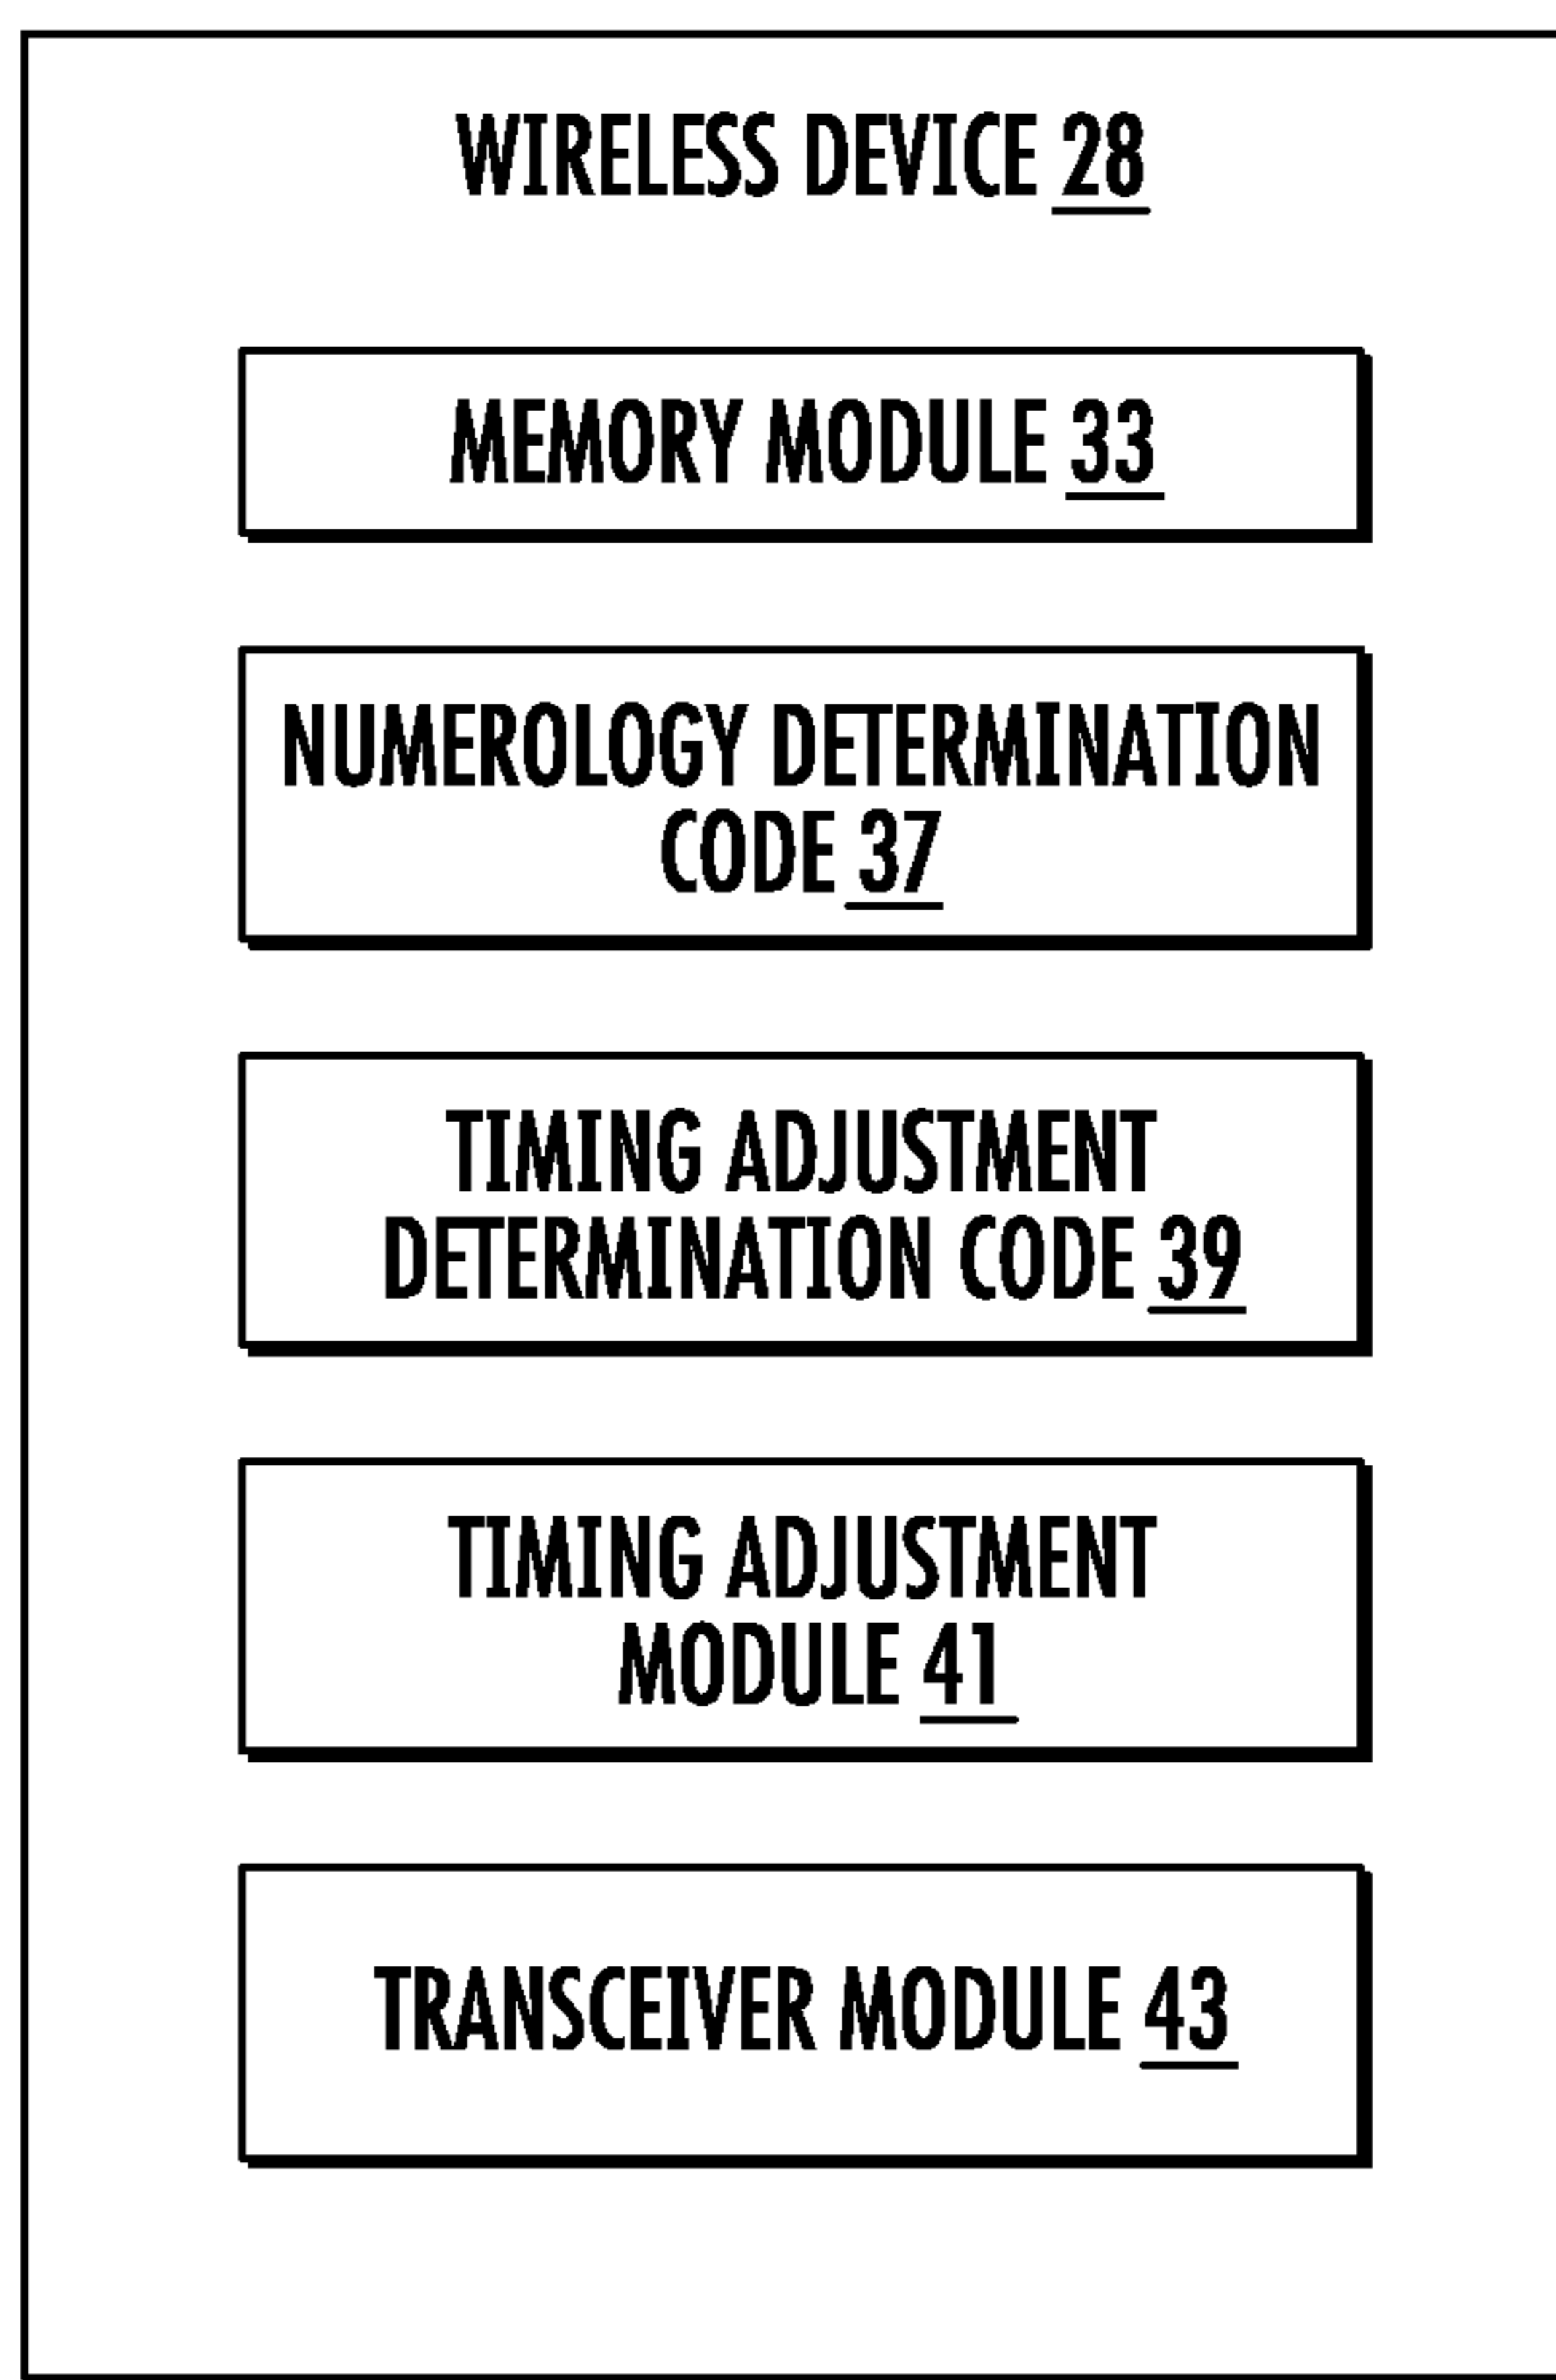 WIRELESS DEVICE 28
MEMORY MODULE 33
NUMEROLOGY DETERMINATION
CODE 37
TIMING ADJUSTMENT
DETERMINATION CODE 39
TIMING ADJUSTMENT
MODULE 41
TRANSCEIVER MODULE 43